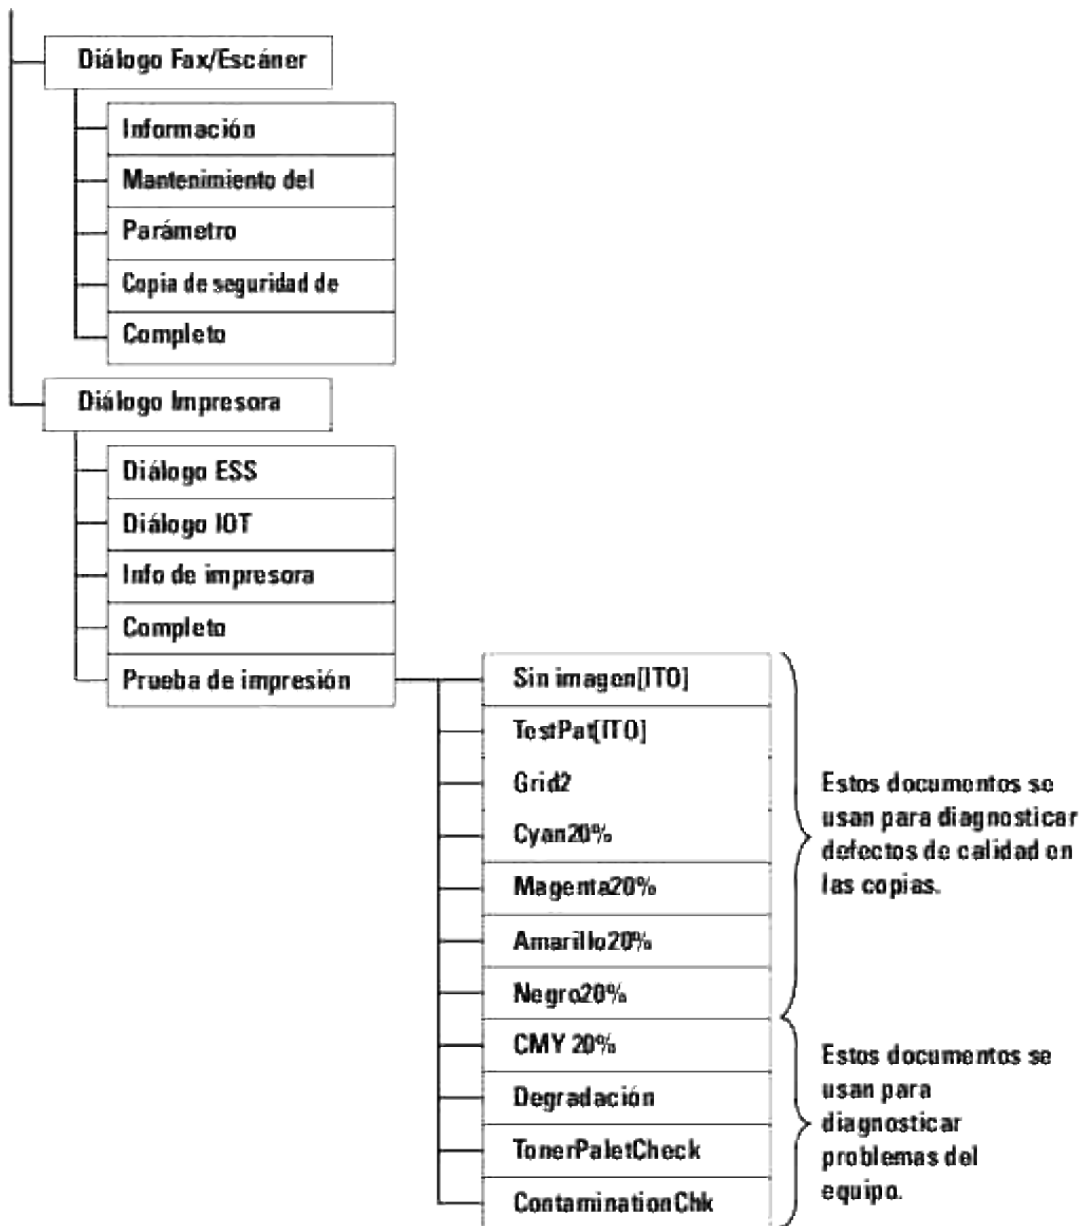 Diálogo Fax/Escáner
Información
Mantenimiento del
Parámetro
Copia de seguridad de
Completo
Diálogo Impresora
Diálogo ESS
Diálogo IOT
Info de impresora
Completo
Prueba de impresión
Sin imagen[ITO]
TestPat[ITO]
Grid2
Cyan20%
Magenta20%
Amarillo20%
Negro20%
CMY 20%
Degradación
TonerPaletCheck
ContaminationChk
Estos documentos se
usan para diagnosticar
defectos de calidad en
las copias.
Estos documentos se
usan para
diagnosticar
problemas del
equipo.